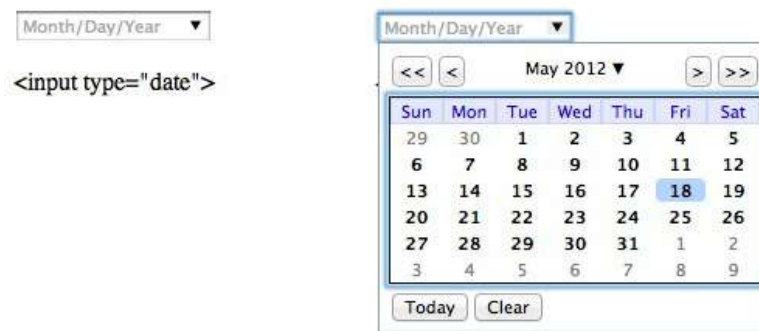 Month/Day/Year ▼
<input type="date">
Month/Day/Year ▼
<< < May 2012 ▼ > >>
Sun Mon Tue Wed Thu Fri Sat
29 30 1 2 3 4 5
6 7 8 9 10 11 12
13 14 15 16 17 18 19
20 21 22 23 24 25 26
27 28 29 30 31 1 2
3 4 5 6 7 8 9
Today Clear